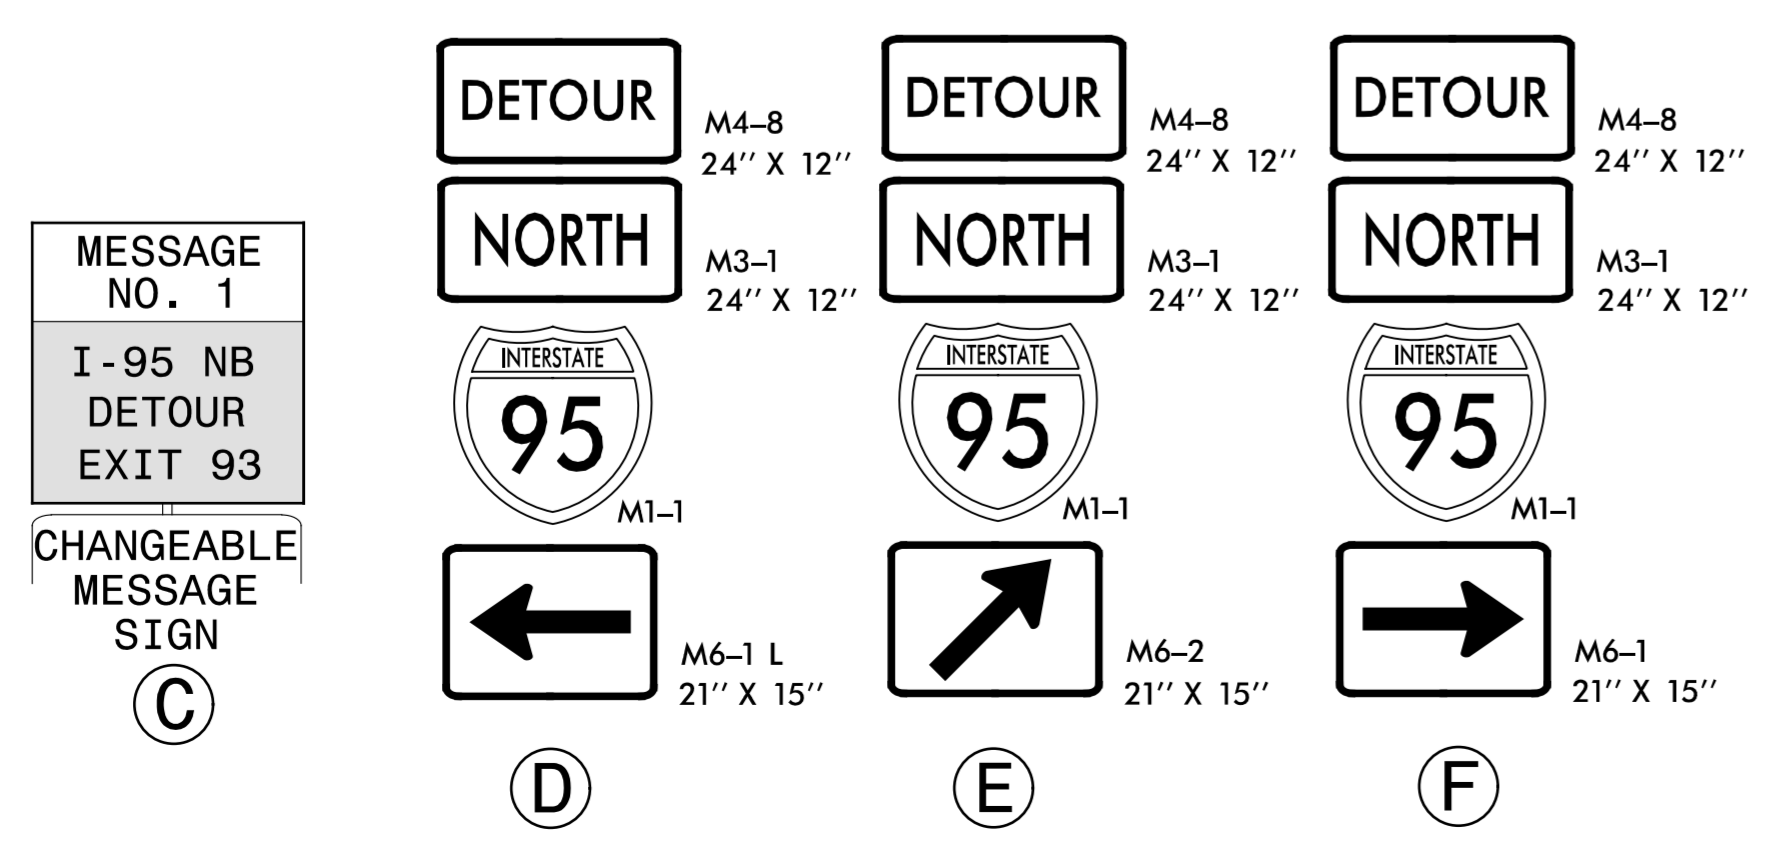 MESSAGE
NO. 1
I-95 NB
DETOUR
EXIT 93
CHANGEABLE
MESSAGE
SIGN
C
DETOUR
M4-8
24'' X 12''
NORTH
M3-1
24'' X 12''
INTERSTATE
95
M1-1
M6-1 L
21'' X 15''
D
DETOUR
M4-8
24'' X 12''
NORTH
M3-1
24'' X 12''
INTERSTATE
95
M1-1
M6-2
21'' X 15''
E
DETOUR
M4-8
24'' X 12''
NORTH
M3-1
24'' X 12''
INTERSTATE
95
M1-1
M6-1
21'' X 15''
F